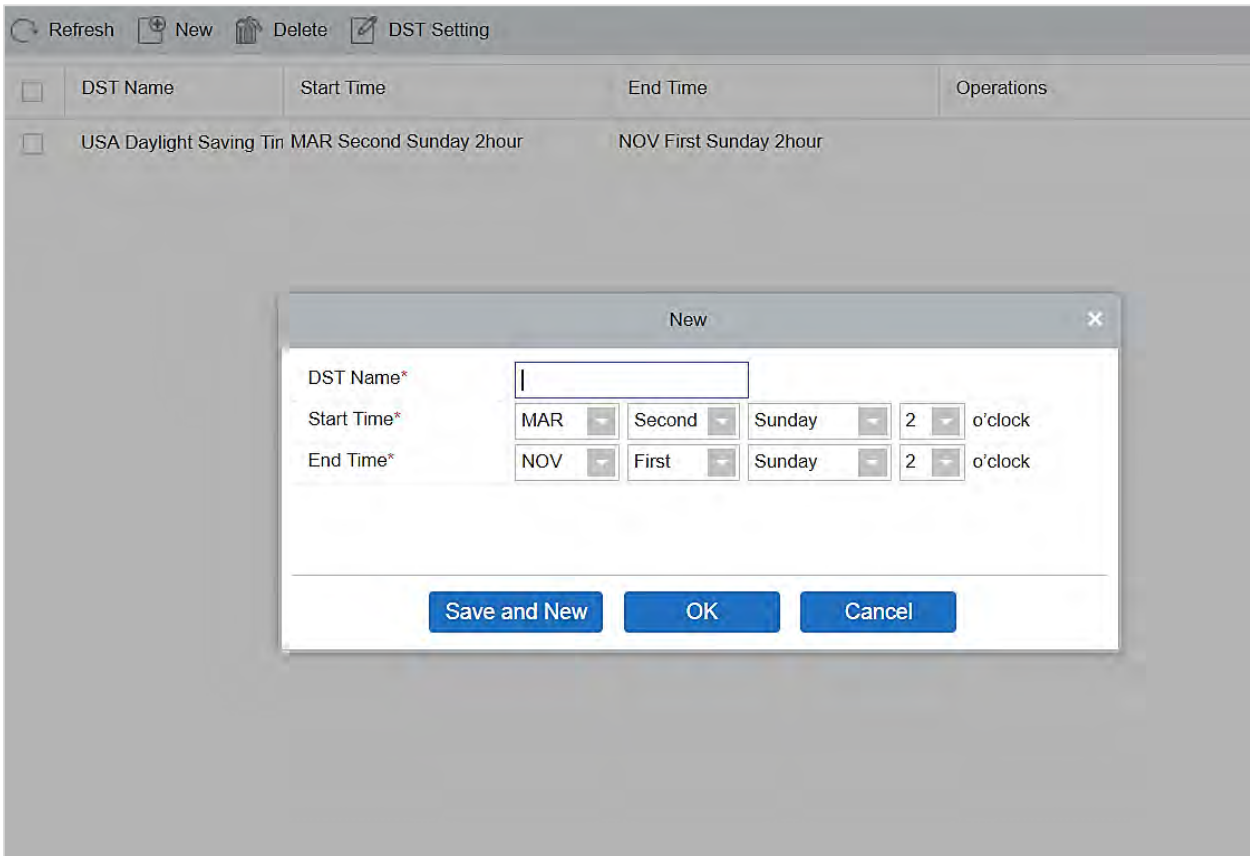 Refresh New Delete DST Setting
DST Name Start Time End Time Operations
USA Daylight Saving Tin MAR Second Sunday 2hour NOV First Sunday 2hour
New ×
DST Name*
Start Time* MAR Second Sunday 2 o'clock
End Time* NOV First Sunday 2 o'clock
Save and New OK Cancel